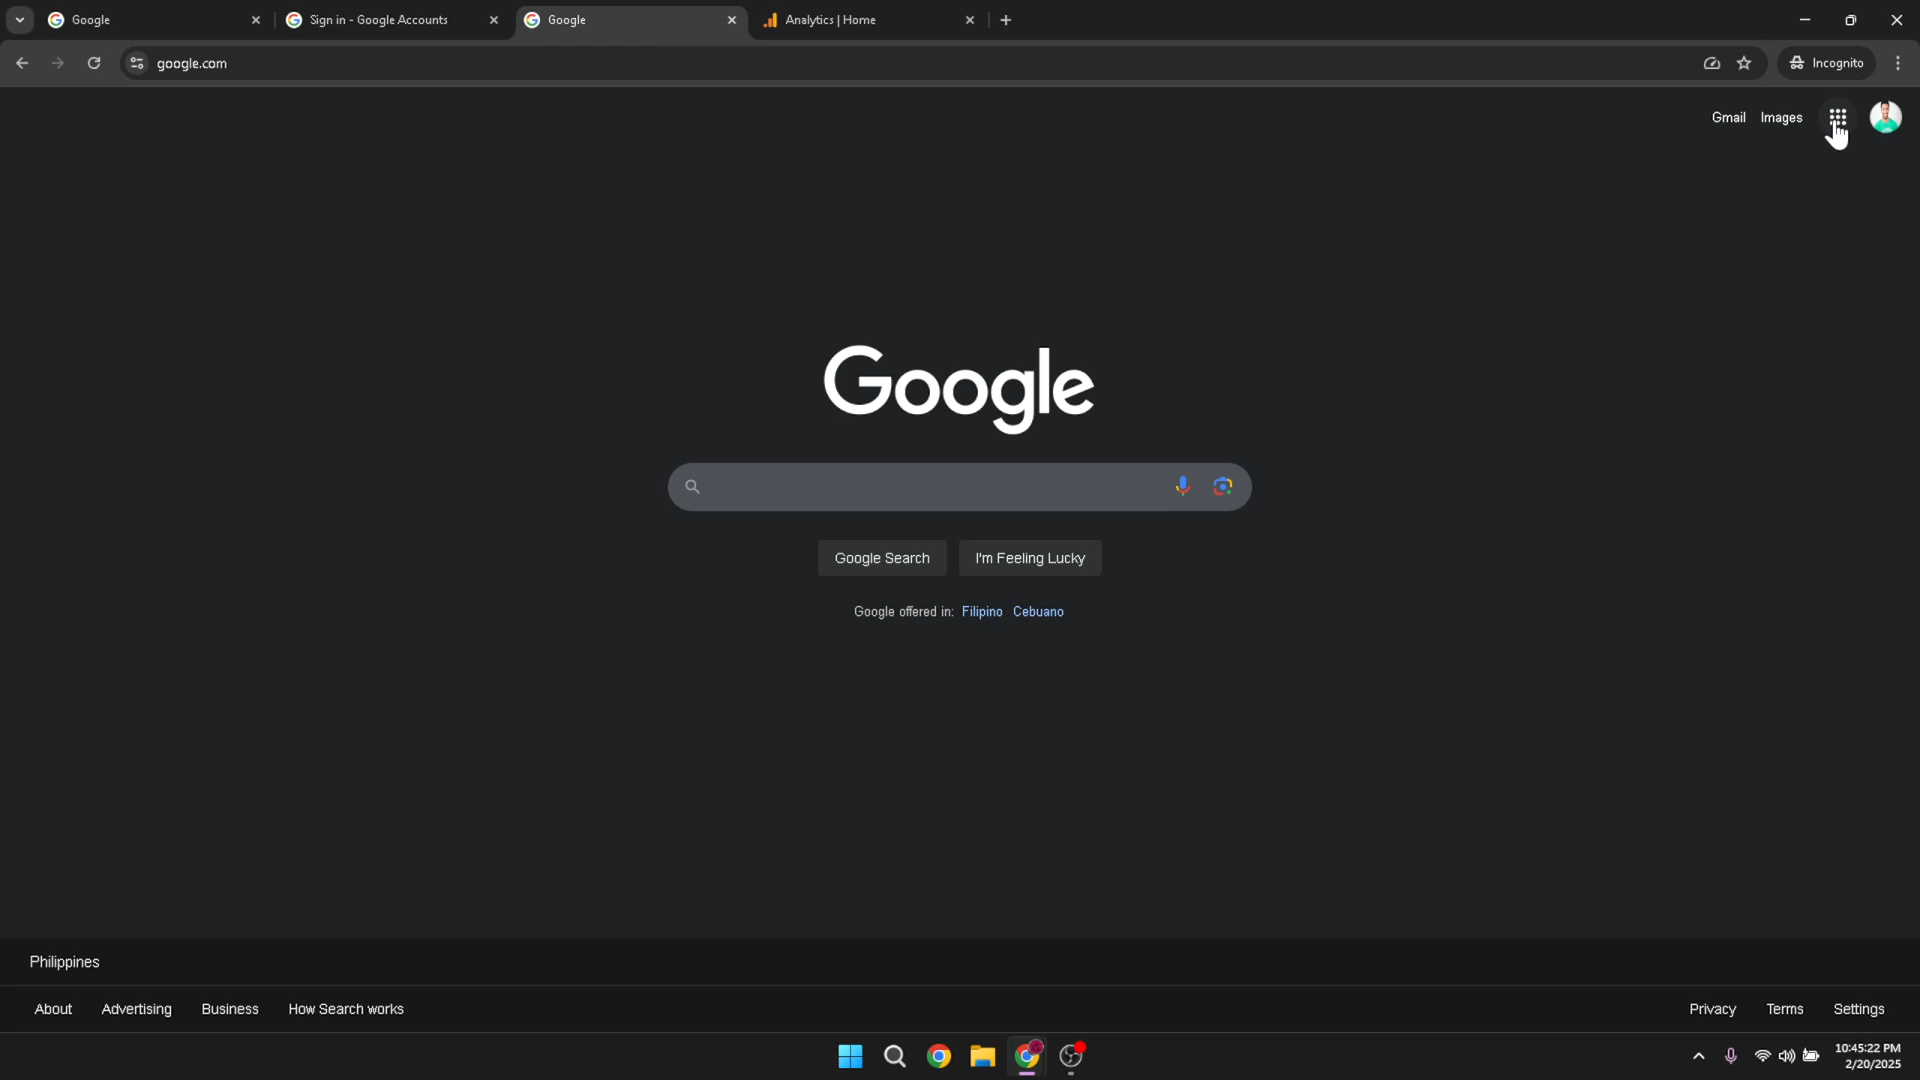 Google
Sign in - Google Accounts
Google
Analytics | Home
google.com
Incognito
Gmail
Images
Google
Google Search
I'm Feeling Lucky
Google offered in: Filipino Cebuano
Philippines
About
Advertising
Business
How Search works
Privacy
Terms
Settings
10:45:22 PM
2/20/2025